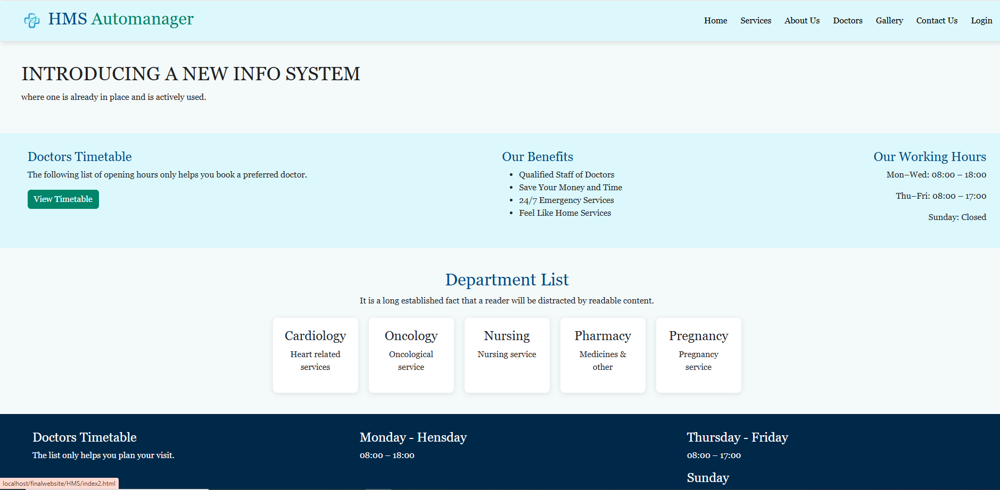 HMS Automanager
Home Services About Us Doctors Gallery Contact Us Login
INTRODUCING A NEW INFO SYSTEM
where one is already in place and is actively used.
Doctors Timetable
The following list of opening hours only helps you book a preferred doctor.
View Timetable
Our Benefits
• Qualified Staff of Doctors
• Save Your Money and Time
• 24/7 Emergency Services
• Feel Like Home Services
Our Working Hours
Mon–Wed: 08:00 – 18:00
Thu–Fri: 08:00 – 17:00
Sunday: Closed
Department List
It is a long established fact that a reader will be distracted by readable content.
Cardiology
Heart related
services
Oncology
Oncological
service
Nursing
Nursing service
Pharmacy
Medicines &
other
Pregnancy
Pregnancy
service
Doctors Timetable
The list only helps you plan your visit.
Monday - Hensday
08:00 – 18:00
Thursday - Friday
08:00 – 17:00
Sunday
localhost/finalwebsite/HMS/index2.html